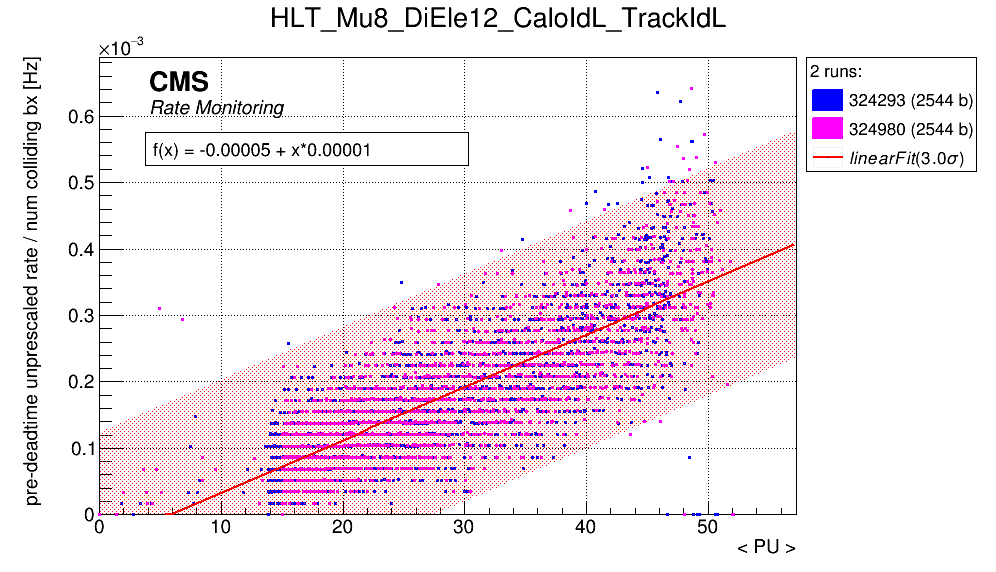 HLT_Mu8_DiEle12_CaloIdL_TrackIdL
×10⁻³
pre-deadtime unprescaled rate / num colliding bx [Hz]
CMS
Rate Monitoring
f(x) = -0.00005 + x*0.00001
2 runs:
324293 (2544 b)
324980 (2544 b)
linearFit(3.0σ)
0.6
0.5
0.4
0.3
0.2
0.1
0
0 10 20 30 40 50
< PU >